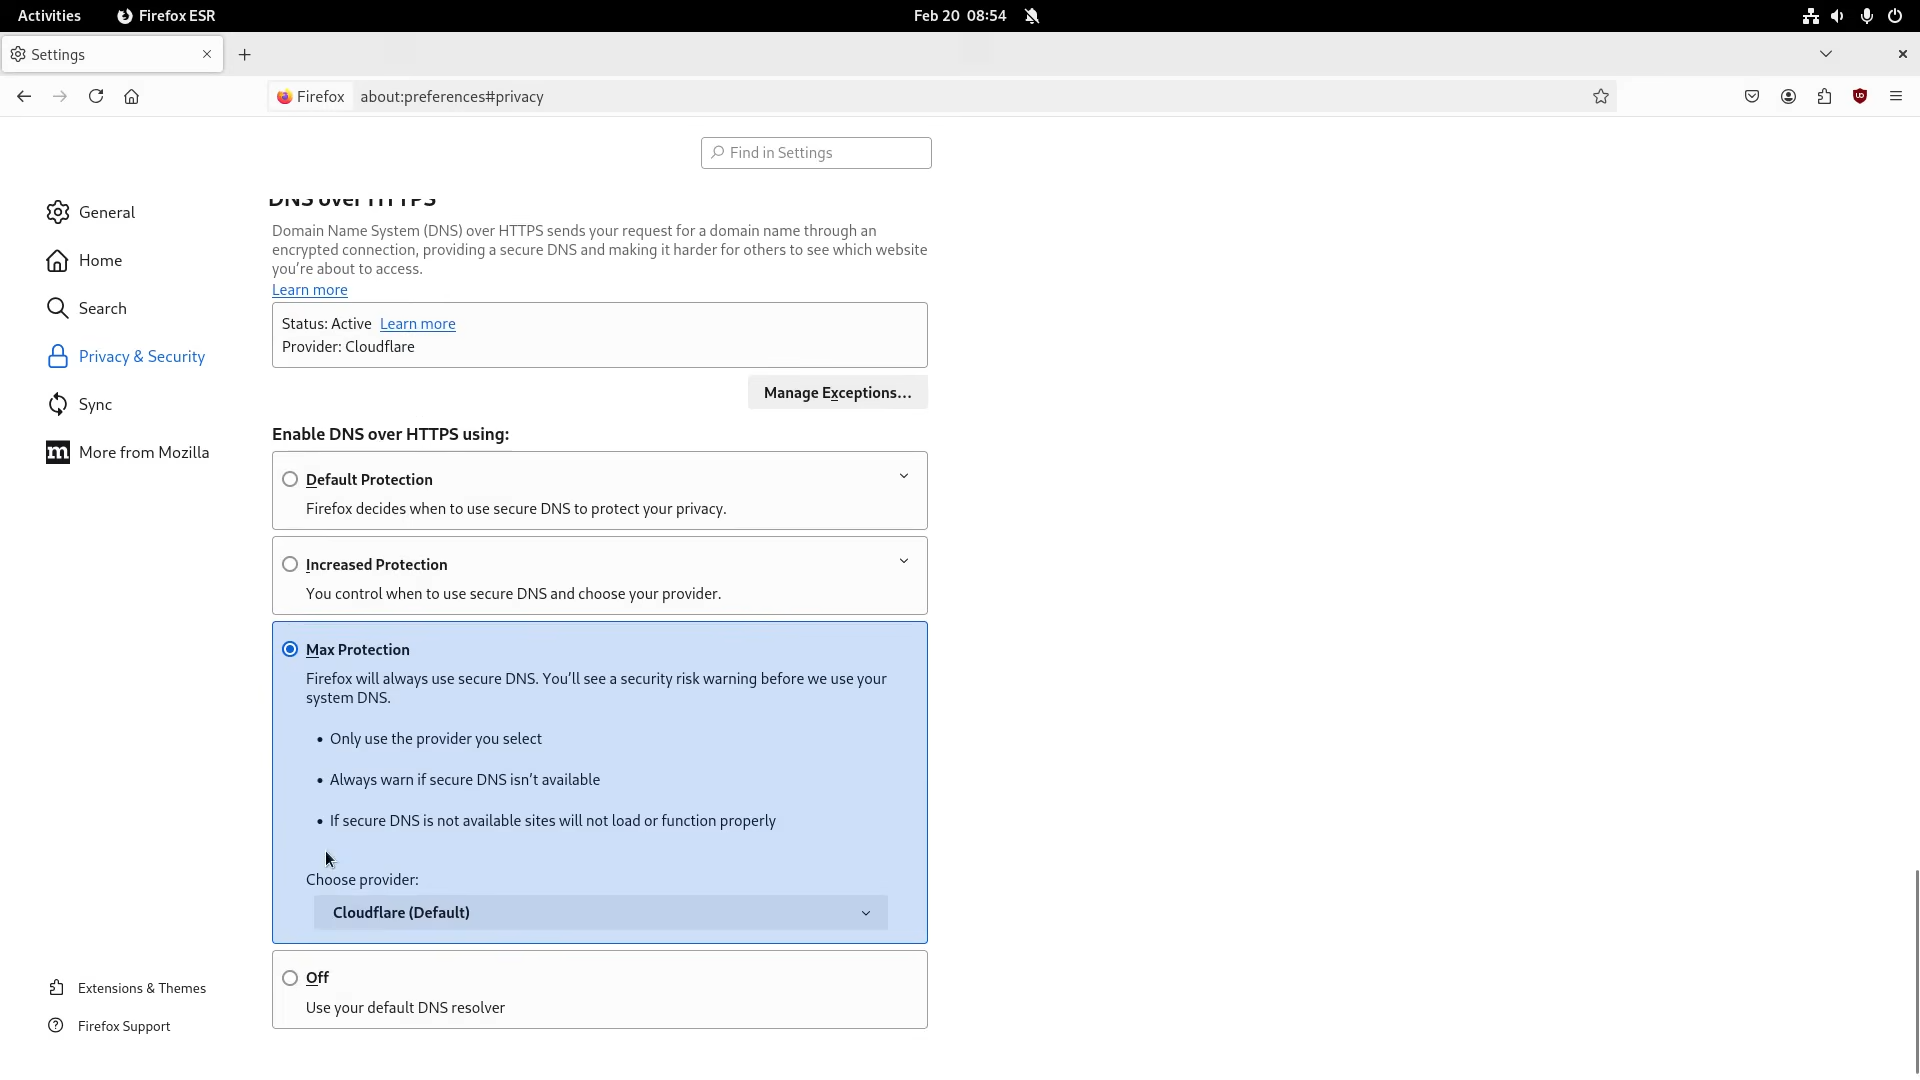 Activities
Firefox ESR
Feb 20 08:54
Settings
Firefox
about:preferences#privacy
Find in Settings
General
Home
Search
Privacy & Security
Sync
More from Mozilla
Extensions & Themes
Firefox Support
DNS over HTTPS
Domain Name System (DNS) over HTTPS sends your request for a domain name through an
encrypted connection, providing a secure DNS and making it harder for others to see which website
you’re about to access.
Learn more
Status: Active Learn more
Provider: Cloudflare
Manage Exceptions…
Enable DNS over HTTPS using:
Default Protection
Firefox decides when to use secure DNS to protect your privacy.
Increased Protection
You control when to use secure DNS and choose your provider.
Max Protection
Firefox will always use secure DNS. You’ll see a security risk warning before we use your
system DNS.
• Only use the provider you select
• Always warn if secure DNS isn’t available
• If secure DNS is not available sites will not load or function properly
Choose provider:
Cloudflare (Default)
Off
Use your default DNS resolver